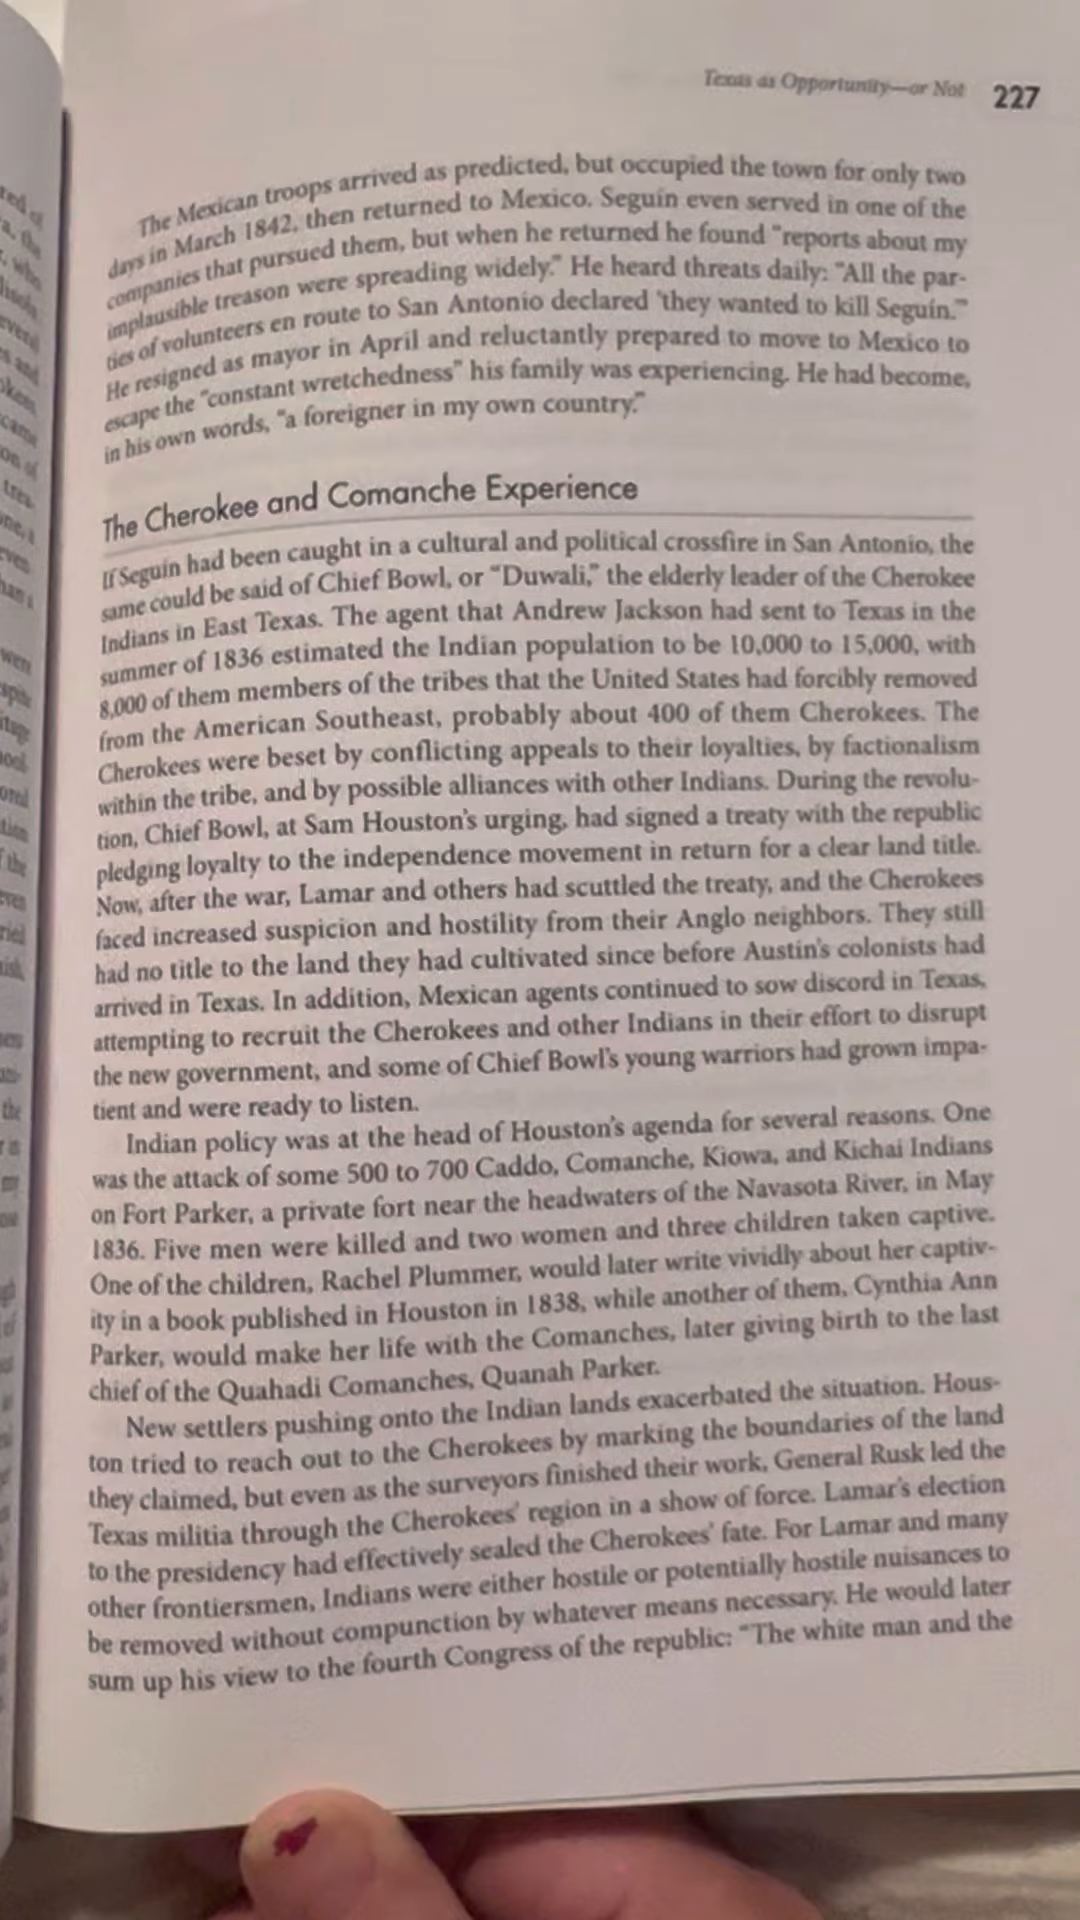 Texas as Opportunity—or Not 227
The Mexican troops arrived as predicted, but occupied the town for only two
days in March 1842, then returned to Mexico. Seguín even served in one of the
companies that pursued them, but when he returned he found "reports about my
implausible treason were spreading widely." He heard threats daily: "All the par-
ties of volunteers en route to San Antonio declared 'they wanted to kill Seguín.'"
He resigned as mayor in April and reluctantly prepared to move to Mexico to
escape the "constant wretchedness" his family was experiencing. He had become,
in his own words, "a foreigner in my own country."
The Cherokee and Comanche Experience
If Seguín had been caught in a cultural and political crossfire in San Antonio, the
same could be said of Chief Bowl, or "Duwali," the elderly leader of the Cherokee
Indians in East Texas. The agent that Andrew Jackson had sent to Texas in the
summer of 1836 estimated the Indian population to be 10,000 to 15,000, with
8,000 of them members of the tribes that the United States had forcibly removed
from the American Southeast, probably about 400 of them Cherokees. The
Cherokees were beset by conflicting appeals to their loyalties, by factionalism
within the tribe, and by possible alliances with other Indians. During the revolu-
tion, Chief Bowl, at Sam Houston's urging, had signed a treaty with the republic
pledging loyalty to the independence movement in return for a clear land title.
Now, after the war, Lamar and others had scuttled the treaty, and the Cherokees
faced increased suspicion and hostility from their Anglo neighbors. They still
had no title to the land they had cultivated since before Austin's colonists had
arrived in Texas. In addition, Mexican agents continued to sow discord in Texas,
attempting to recruit the Cherokees and other Indians in their effort to disrupt
the new government, and some of Chief Bowl's young warriors had grown impa-
tient and were ready to listen.
Indian policy was at the head of Houston's agenda for several reasons. One
was the attack of some 500 to 700 Caddo, Comanche, Kiowa, and Kichai Indians
on Fort Parker, a private fort near the headwaters of the Navasota River, in May
1836. Five men were killed and two women and three children taken captive.
One of the children, Rachel Plummer, would later write vividly about her captiv-
ity in a book published in Houston in 1838, while another of them, Cynthia Ann
Parker, would make her life with the Comanches, later giving birth to the last
chief of the Quahadi Comanches, Quanah Parker.
New settlers pushing onto the Indian lands exacerbated the situation. Hous-
ton tried to reach out to the Cherokees by marking the boundaries of the land
they claimed, but even as the surveyors finished their work, General Rusk led the
Texas militia through the Cherokees' region in a show of force. Lamar's election
to the presidency had effectively sealed the Cherokees' fate. For Lamar and many
other frontiersmen, Indians were either hostile or potentially hostile nuisances to
be removed without compunction by whatever means necessary. He would later
sum up his view to the fourth Congress of the republic: "The white man and the